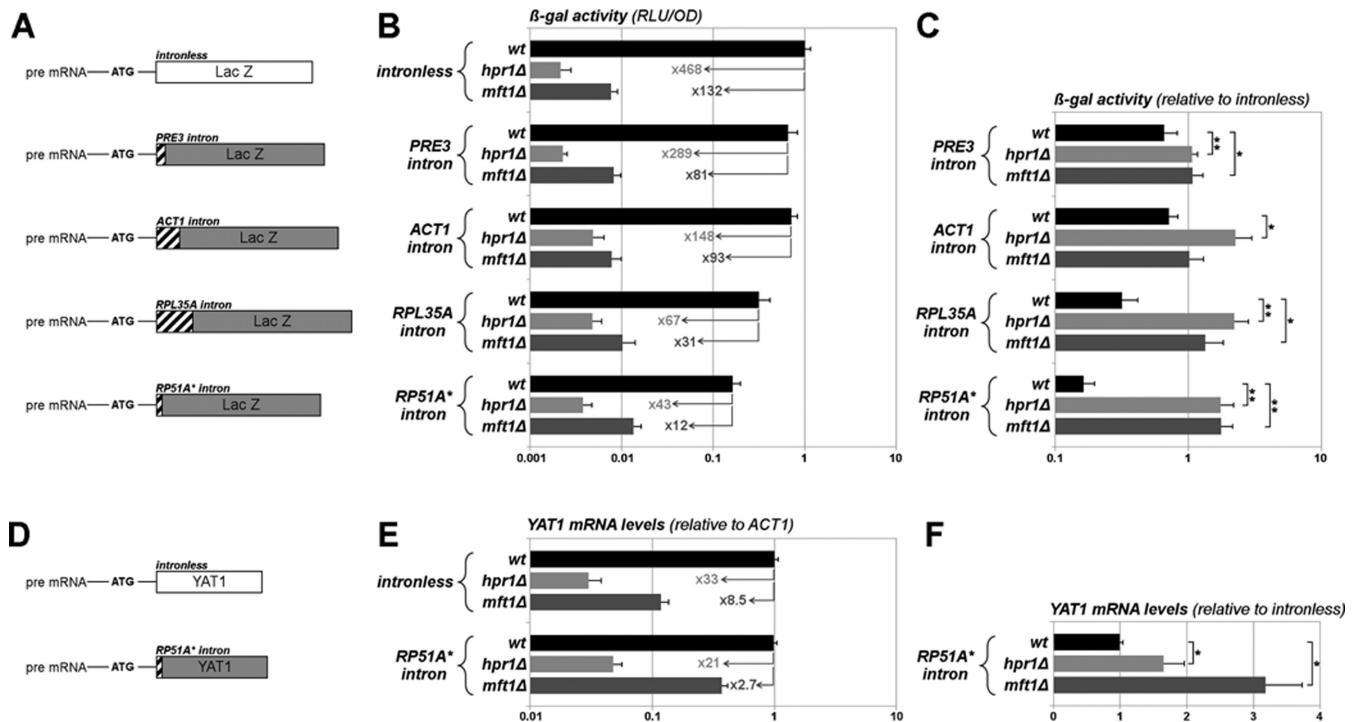 A
intronless
pre mRNA ATG Lac Z
PRE3 intron
pre mRNA ATG Lac Z
ACT1 intron
pre mRNA ATG Lac Z
RPL35A intron
pre mRNA ATG Lac Z
RP51A* intron
pre mRNA ATG Lac Z
B
ß-gal activity (RLU/OD)
intronless
wt
hpr1Δ
mft1Δ
x468
x132
PRE3 intron
wt
hpr1Δ
mft1Δ
x289
x81
ACT1 intron
wt
hpr1Δ
mft1Δ
x148
x93
RPL35A intron
wt
hpr1Δ
mft1Δ
x67
x31
RP51A* intron
wt
hpr1Δ
mft1Δ
x43
x12
0.001 0.01 0.1 1 10
C
ß-gal activity (relative to intronless)
PRE3 intron
wt
hpr1Δ
mft1Δ
** *
ACT1 intron
wt
hpr1Δ
mft1Δ
*
RPL35A intron
wt
hpr1Δ
mft1Δ
** *
RP51A* intron
wt
hpr1Δ
mft1Δ
** **
0.1 1 10
D
intronless
pre mRNA ATG YAT1
RP51A* intron
pre mRNA ATG YAT1
E
YAT1 mRNA levels (relative to ACT1)
intronless
wt
hpr1Δ
mft1Δ
x33
x8.5
RP51A* intron
wt
hpr1Δ
mft1Δ
x21
x2.7
0.01 0.1 1 10
F
YAT1 mRNA levels (relative to intronless)
RP51A* intron
wt
hpr1Δ
mft1Δ
* *
0 1 2 3 4